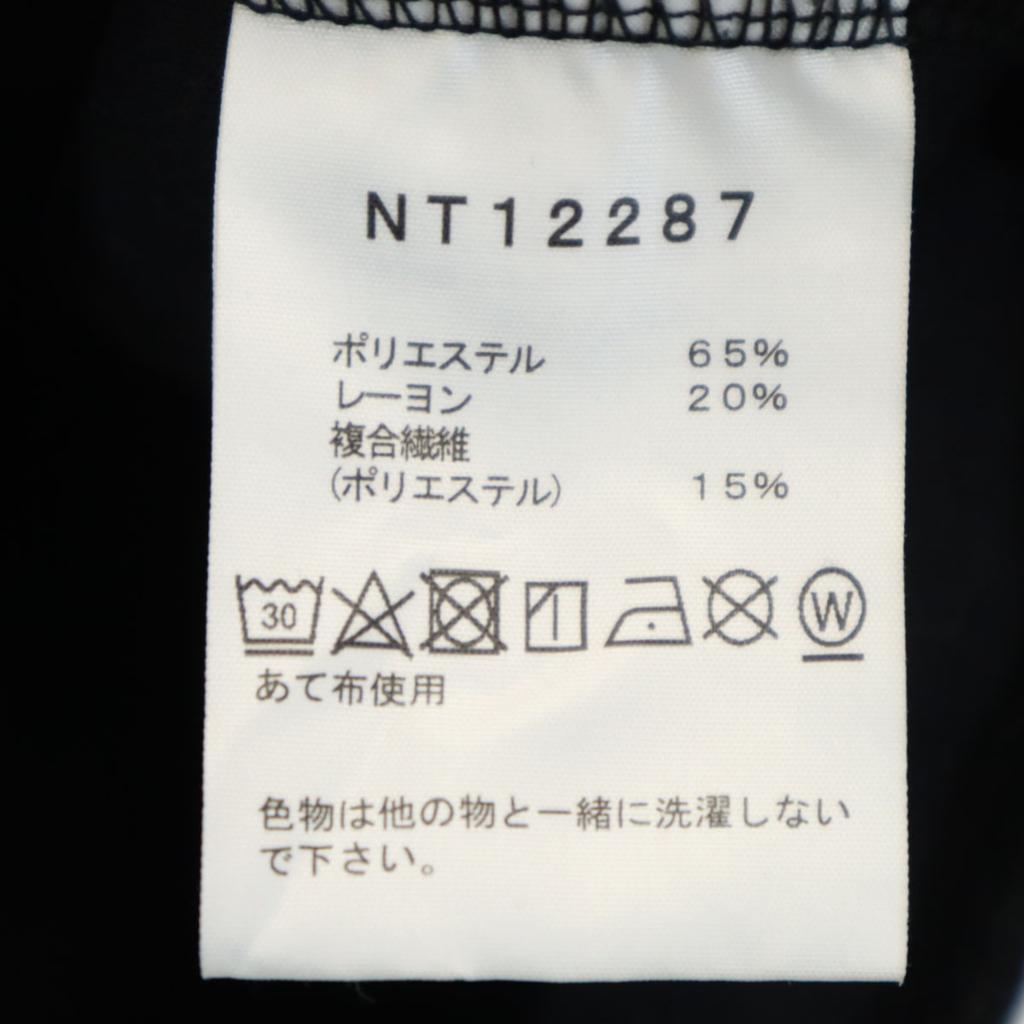 NT12287
ポリエステル 65%
レーヨン 20%
複合繊維
(ポリエステル) 15%
30 W
あて布使用
色物は他の物と一緒に洗濯しない
で下さい。